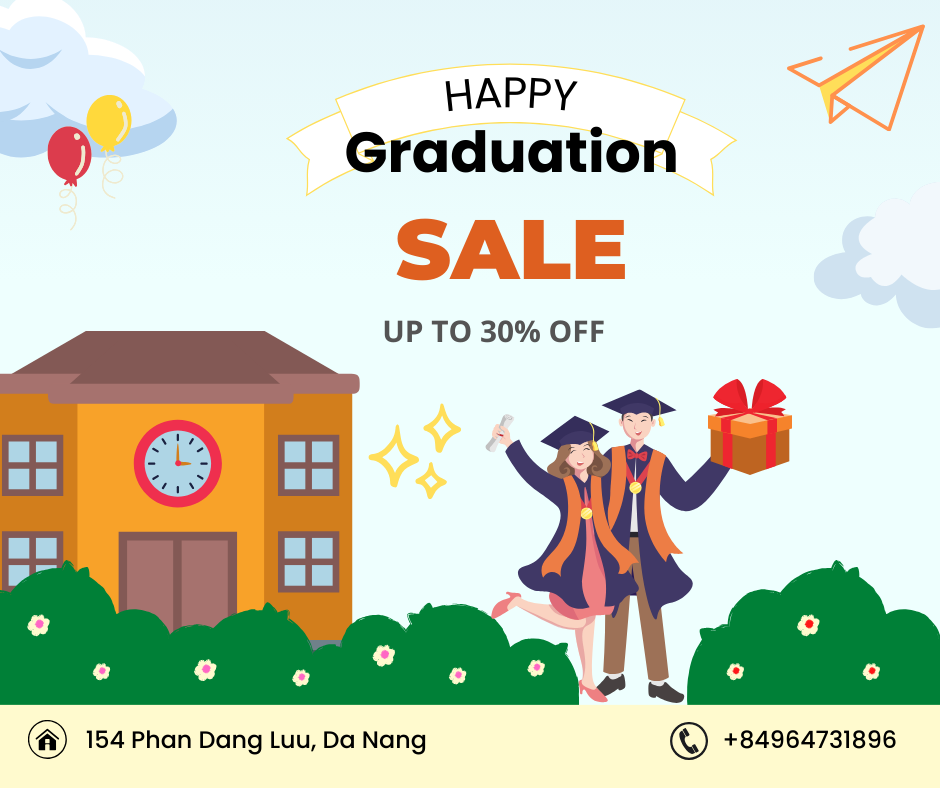 HAPPY
Graduation
SALE
UP TO 30% OFF
154 Phan Dang Luu, Da Nang
+84964731896